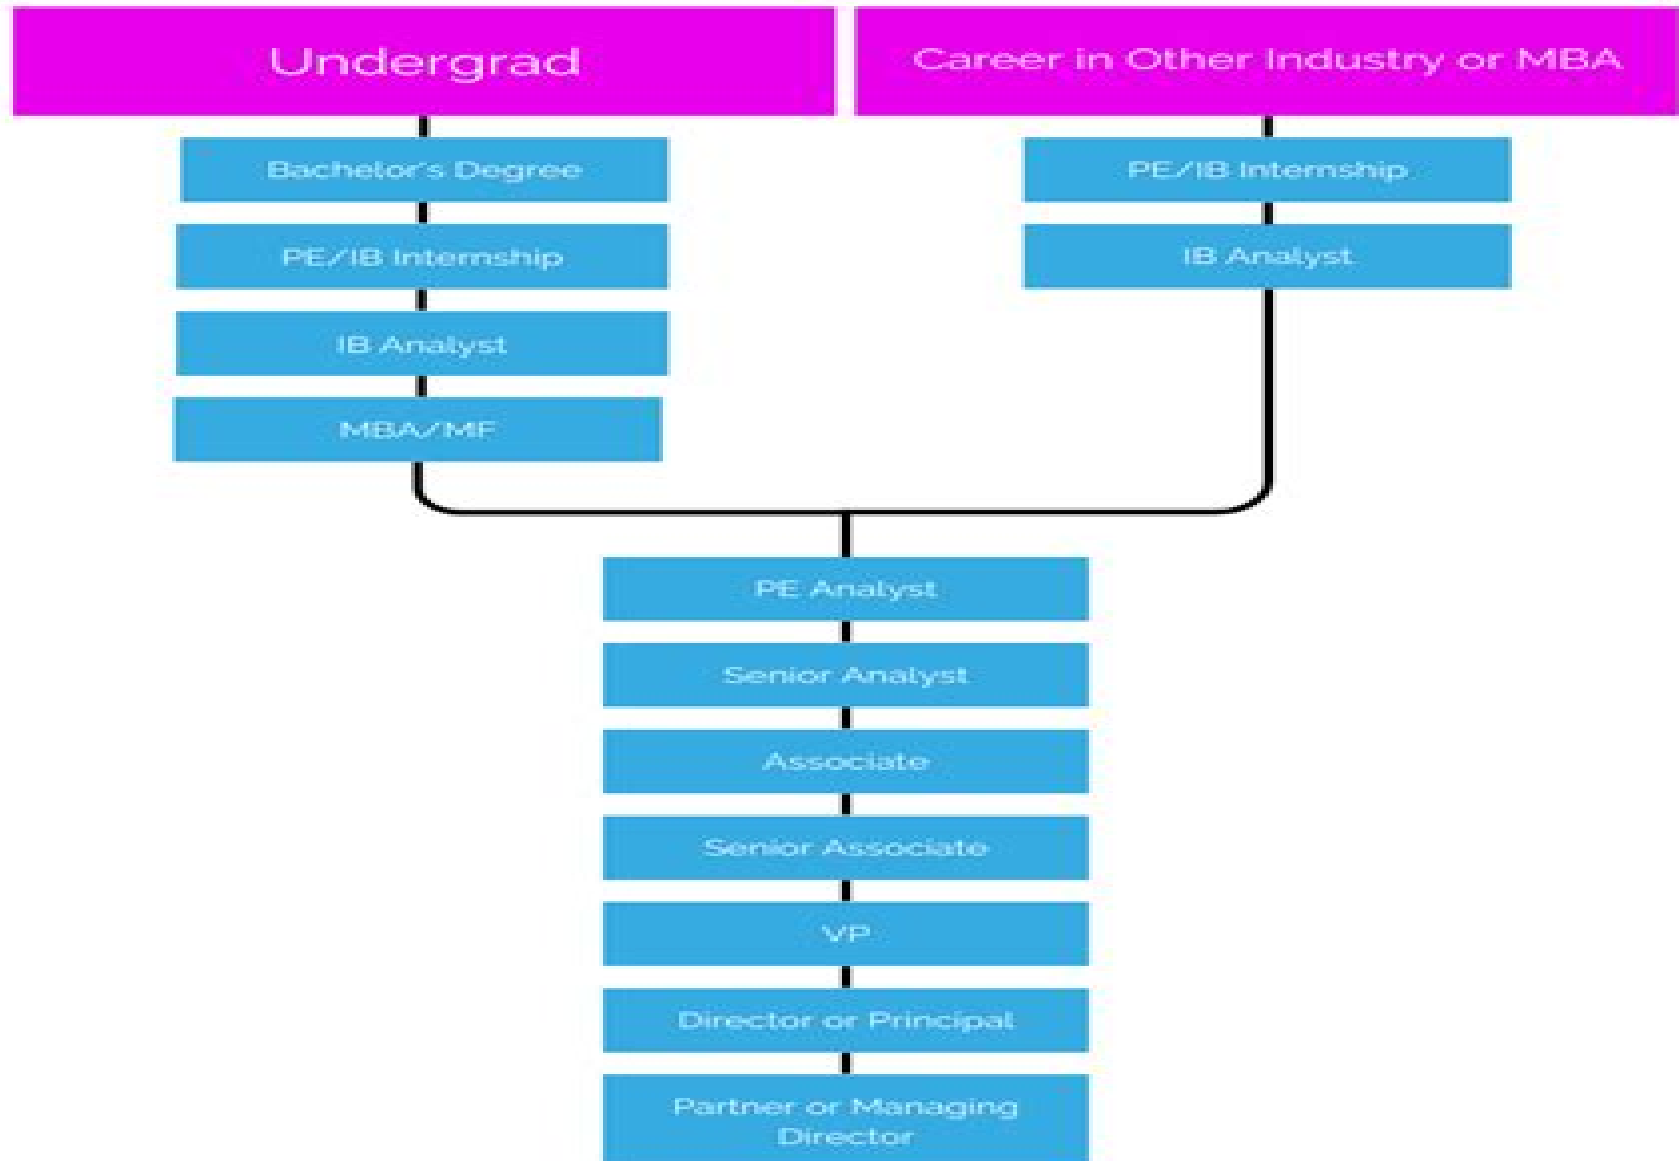 Undergrad
Career in Other Industry or MBA
Bachelor's Degree
PE/IB Internship
IB Analyst
MBA/MF
PE/IB Internship
IB Analyst
PE Analyst
Senior Analyst
Associate
Senior Associate
VP
Director or Principal
Partner or Managing
Director